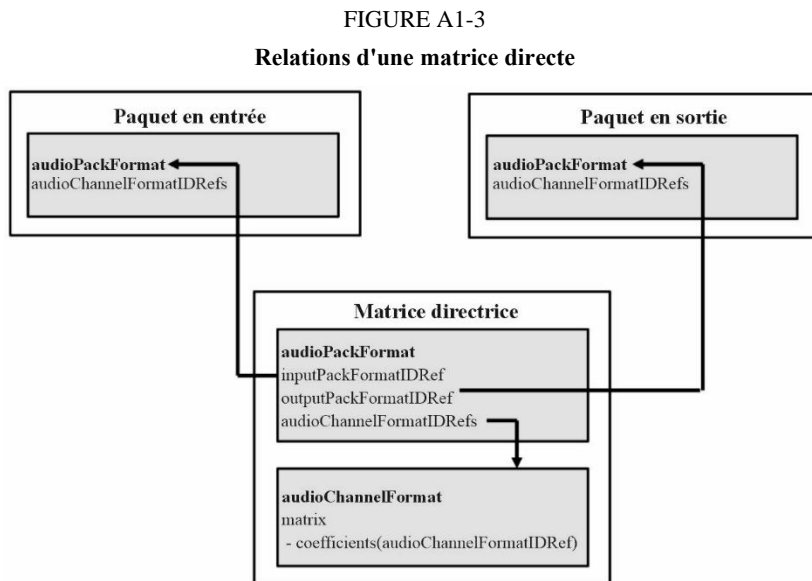 FIGURE A1-3
Relations d'une matrice directe
Paquet en entrée
audioPackFormat
audioChannelFormatIDRefs
Paquet en sortie
audioPackFormat
audioChannelFormatIDRefs
Matrice directrice
audioPackFormat
inputPackFormatIDRef
outputPackFormatIDRef
audioChannelFormatIDRefs
audioChannelFormat
matrix
- coefficients(audioChannelFormatIDRef)